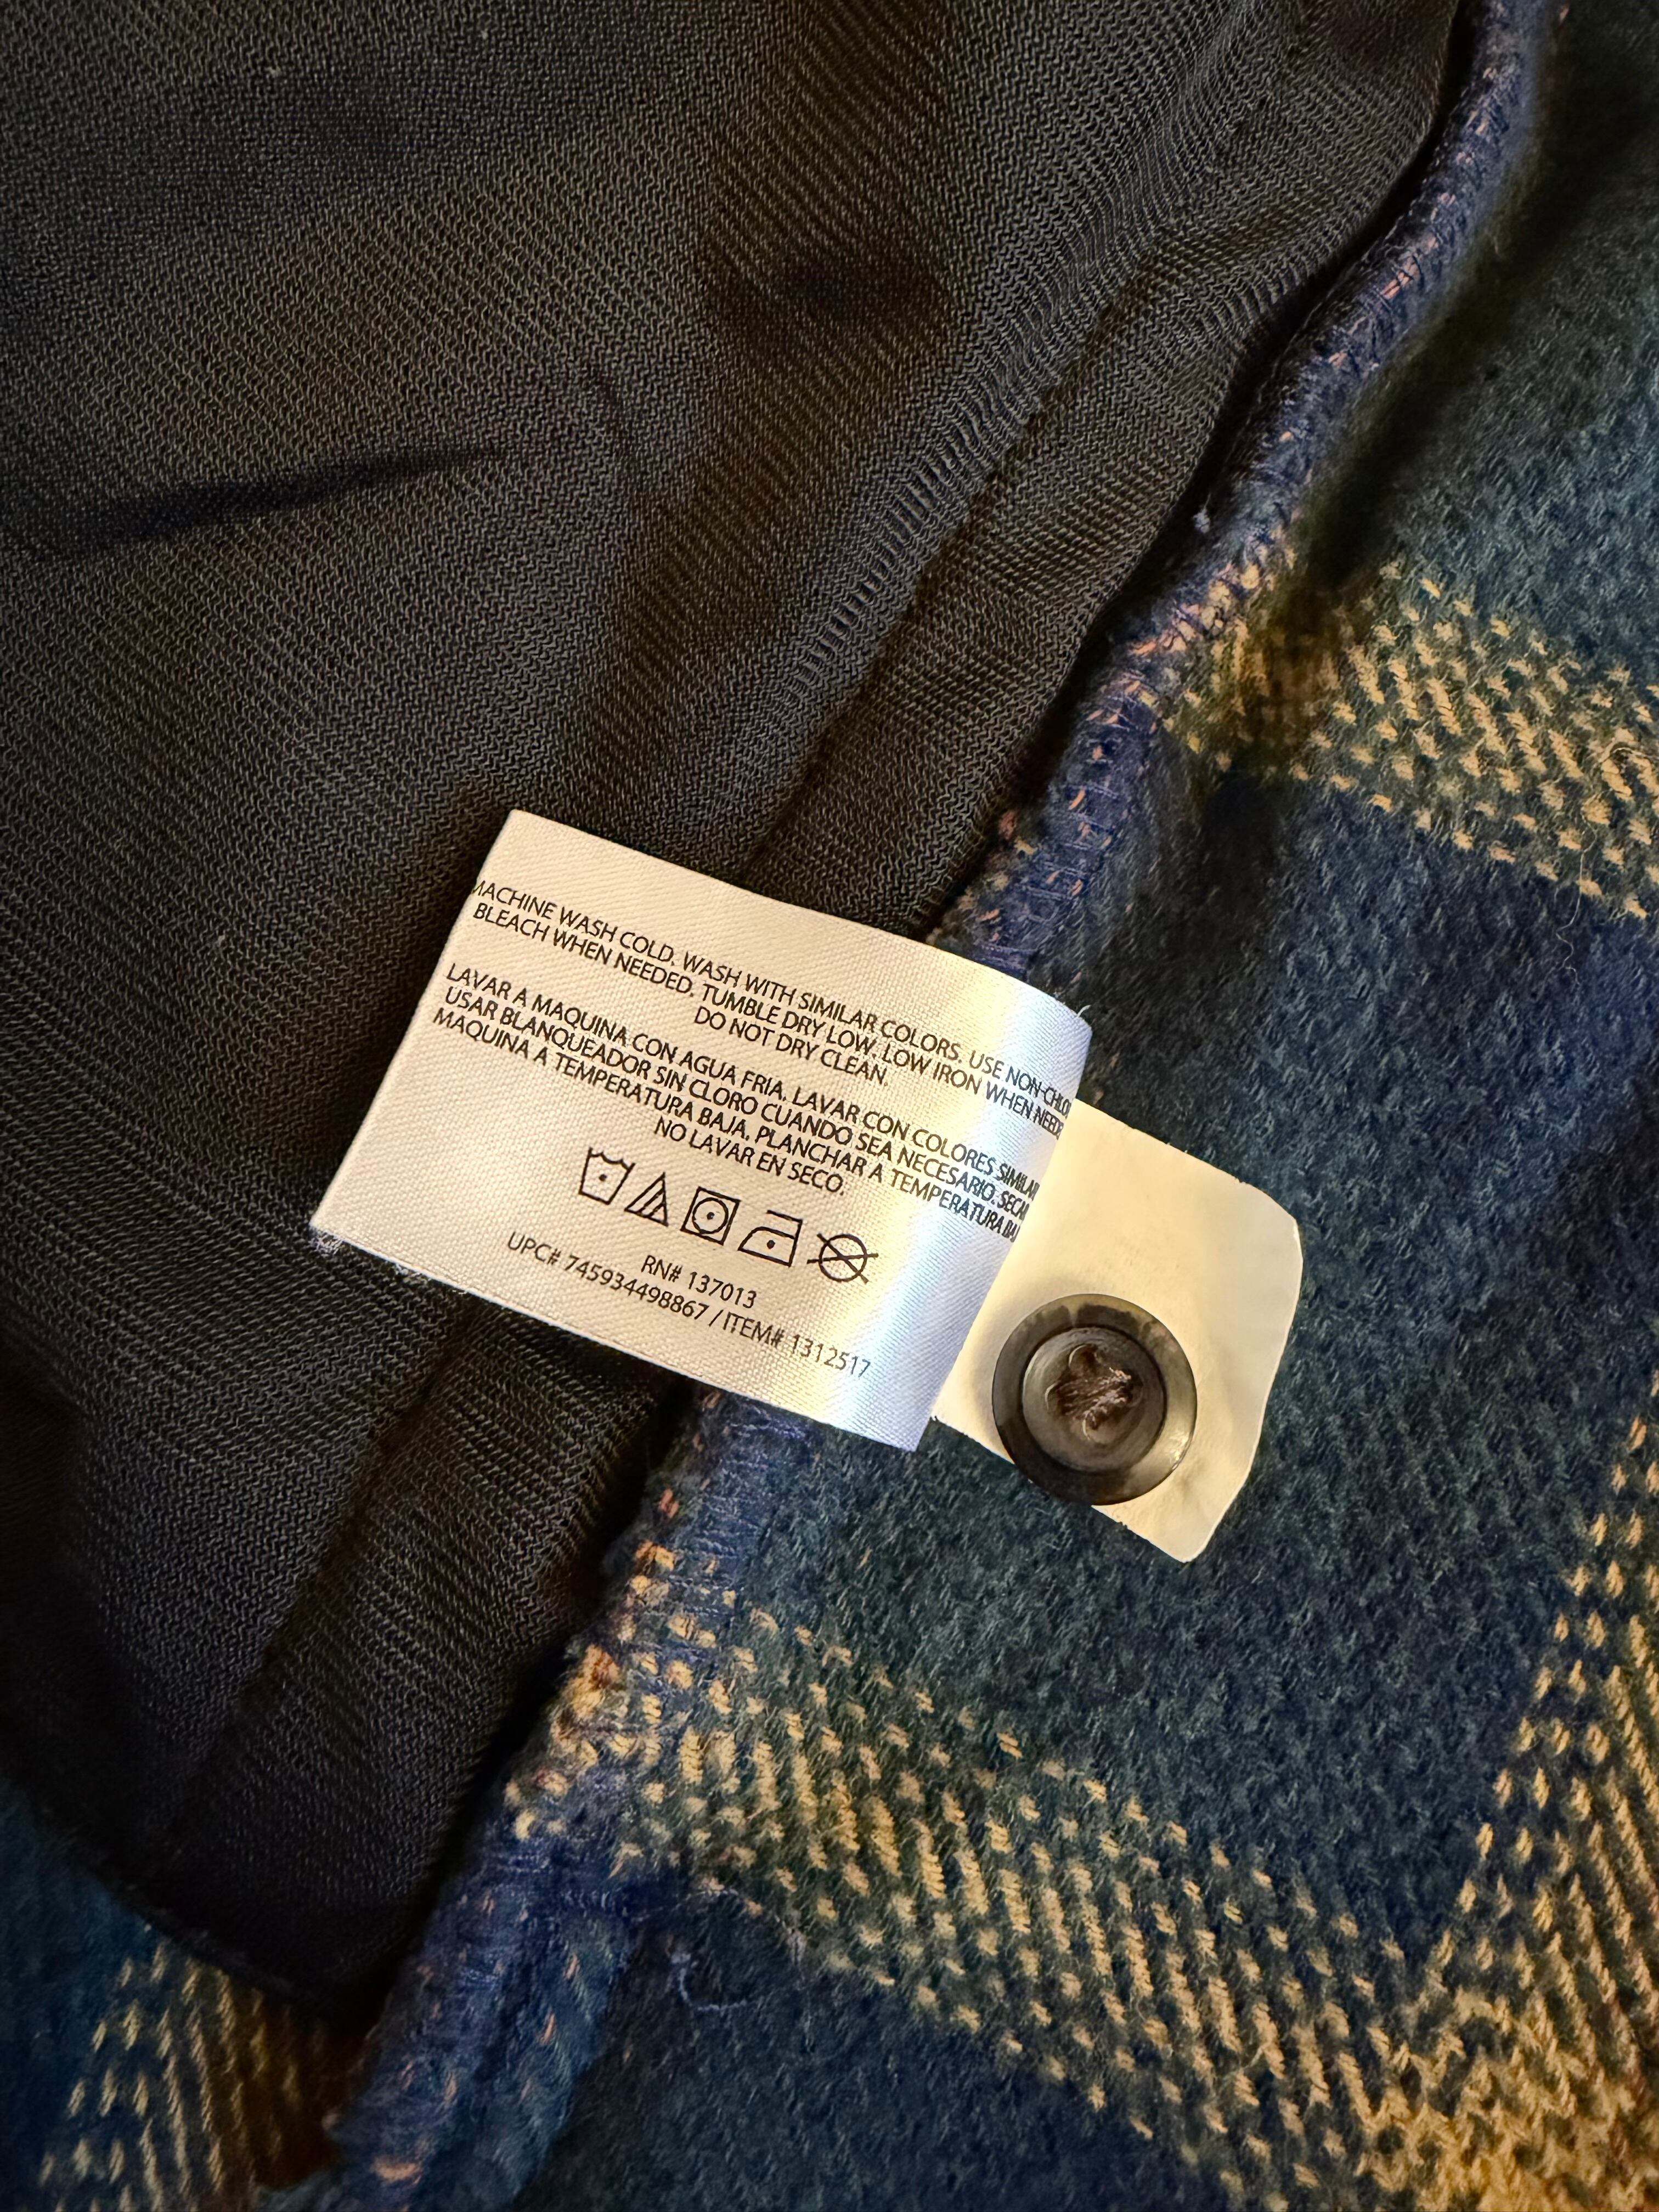 MACHINE WASH COLD. WASH WITH SIMILAR COLORS. USE NON-CHLO
BLEACH WHEN NEEDED. TUMBLE DRY LOW. LOW IRON WHEN NEED
DO NOT DRY CLEAN.
LAVAR A MAQUINA CON AGUA FRIA. LAVAR CON COLORES SIMILA
USAR BLANQUEADOR SIN CLORO CUANDO SEA NECESARIO. SECA
MAQUINA A TEMPERATURA BAJA. PLANCHAR A TEMPERATURA BA
NO LAVAR EN SECO.
RN# 137013
UPC# 745934498867 / ITEM# 1312517